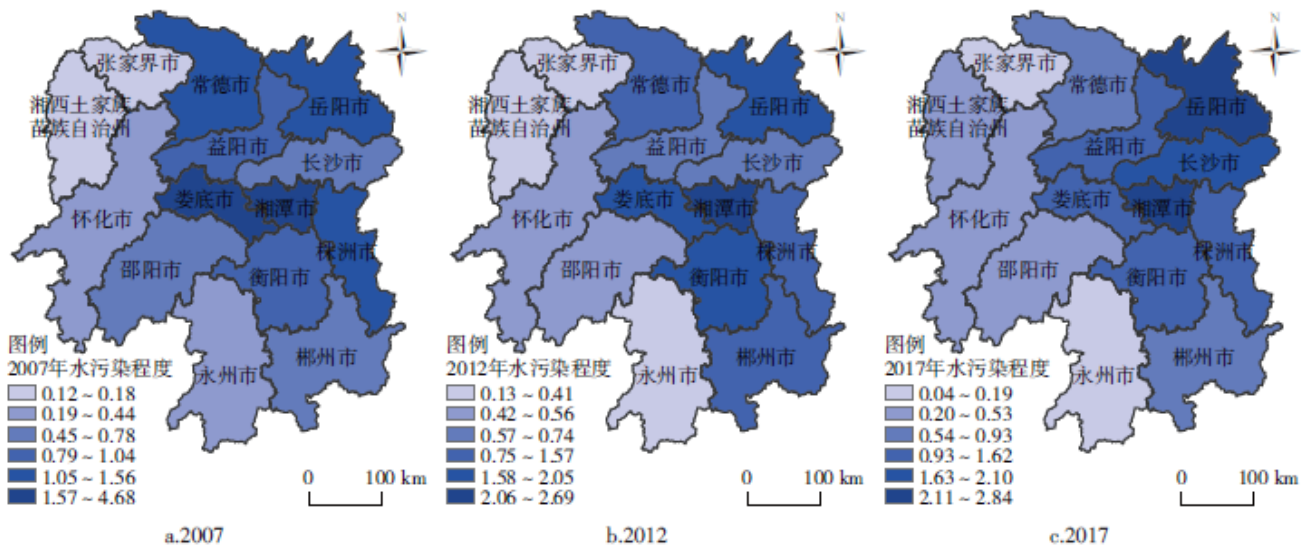 N
张家界市
常德市
岳阳市
湘西土家族
苗族自治州
益阳市
长沙市
娄底市
湘潭市
怀化市
株洲市
邵阳市
衡阳市
永州市
郴州市
图例
2007年水污染程度
0.12 ~ 0.18
0.19 ~ 0.44
0.45 ~ 0.78
0.79 ~ 1.04
1.05 ~ 1.56
1.57 ~ 4.68
0 100 km
a.2007
N
张家界市
常德市
岳阳市
湘西土家族
苗族自治州
益阳市
长沙市
娄底市
湘潭市
怀化市
株洲市
邵阳市
衡阳市
永州市
郴州市
图例
2012年水污染程度
0.13 ~ 0.41
0.42 ~ 0.56
0.57 ~ 0.74
0.75 ~ 1.57
1.58 ~ 2.05
2.06 ~ 2.69
0 100 km
b.2012
N
张家界市
常德市
岳阳市
湘西土家族
苗族自治州
益阳市
长沙市
娄底市
湘潭市
怀化市
株洲市
邵阳市
衡阳市
永州市
郴州市
图例
2017年水污染程度
0.04 ~ 0.19
0.20 ~ 0.53
0.54 ~ 0.93
0.93 ~ 1.62
1.63 ~ 2.10
2.11 ~ 2.84
0 100 km
c.2017